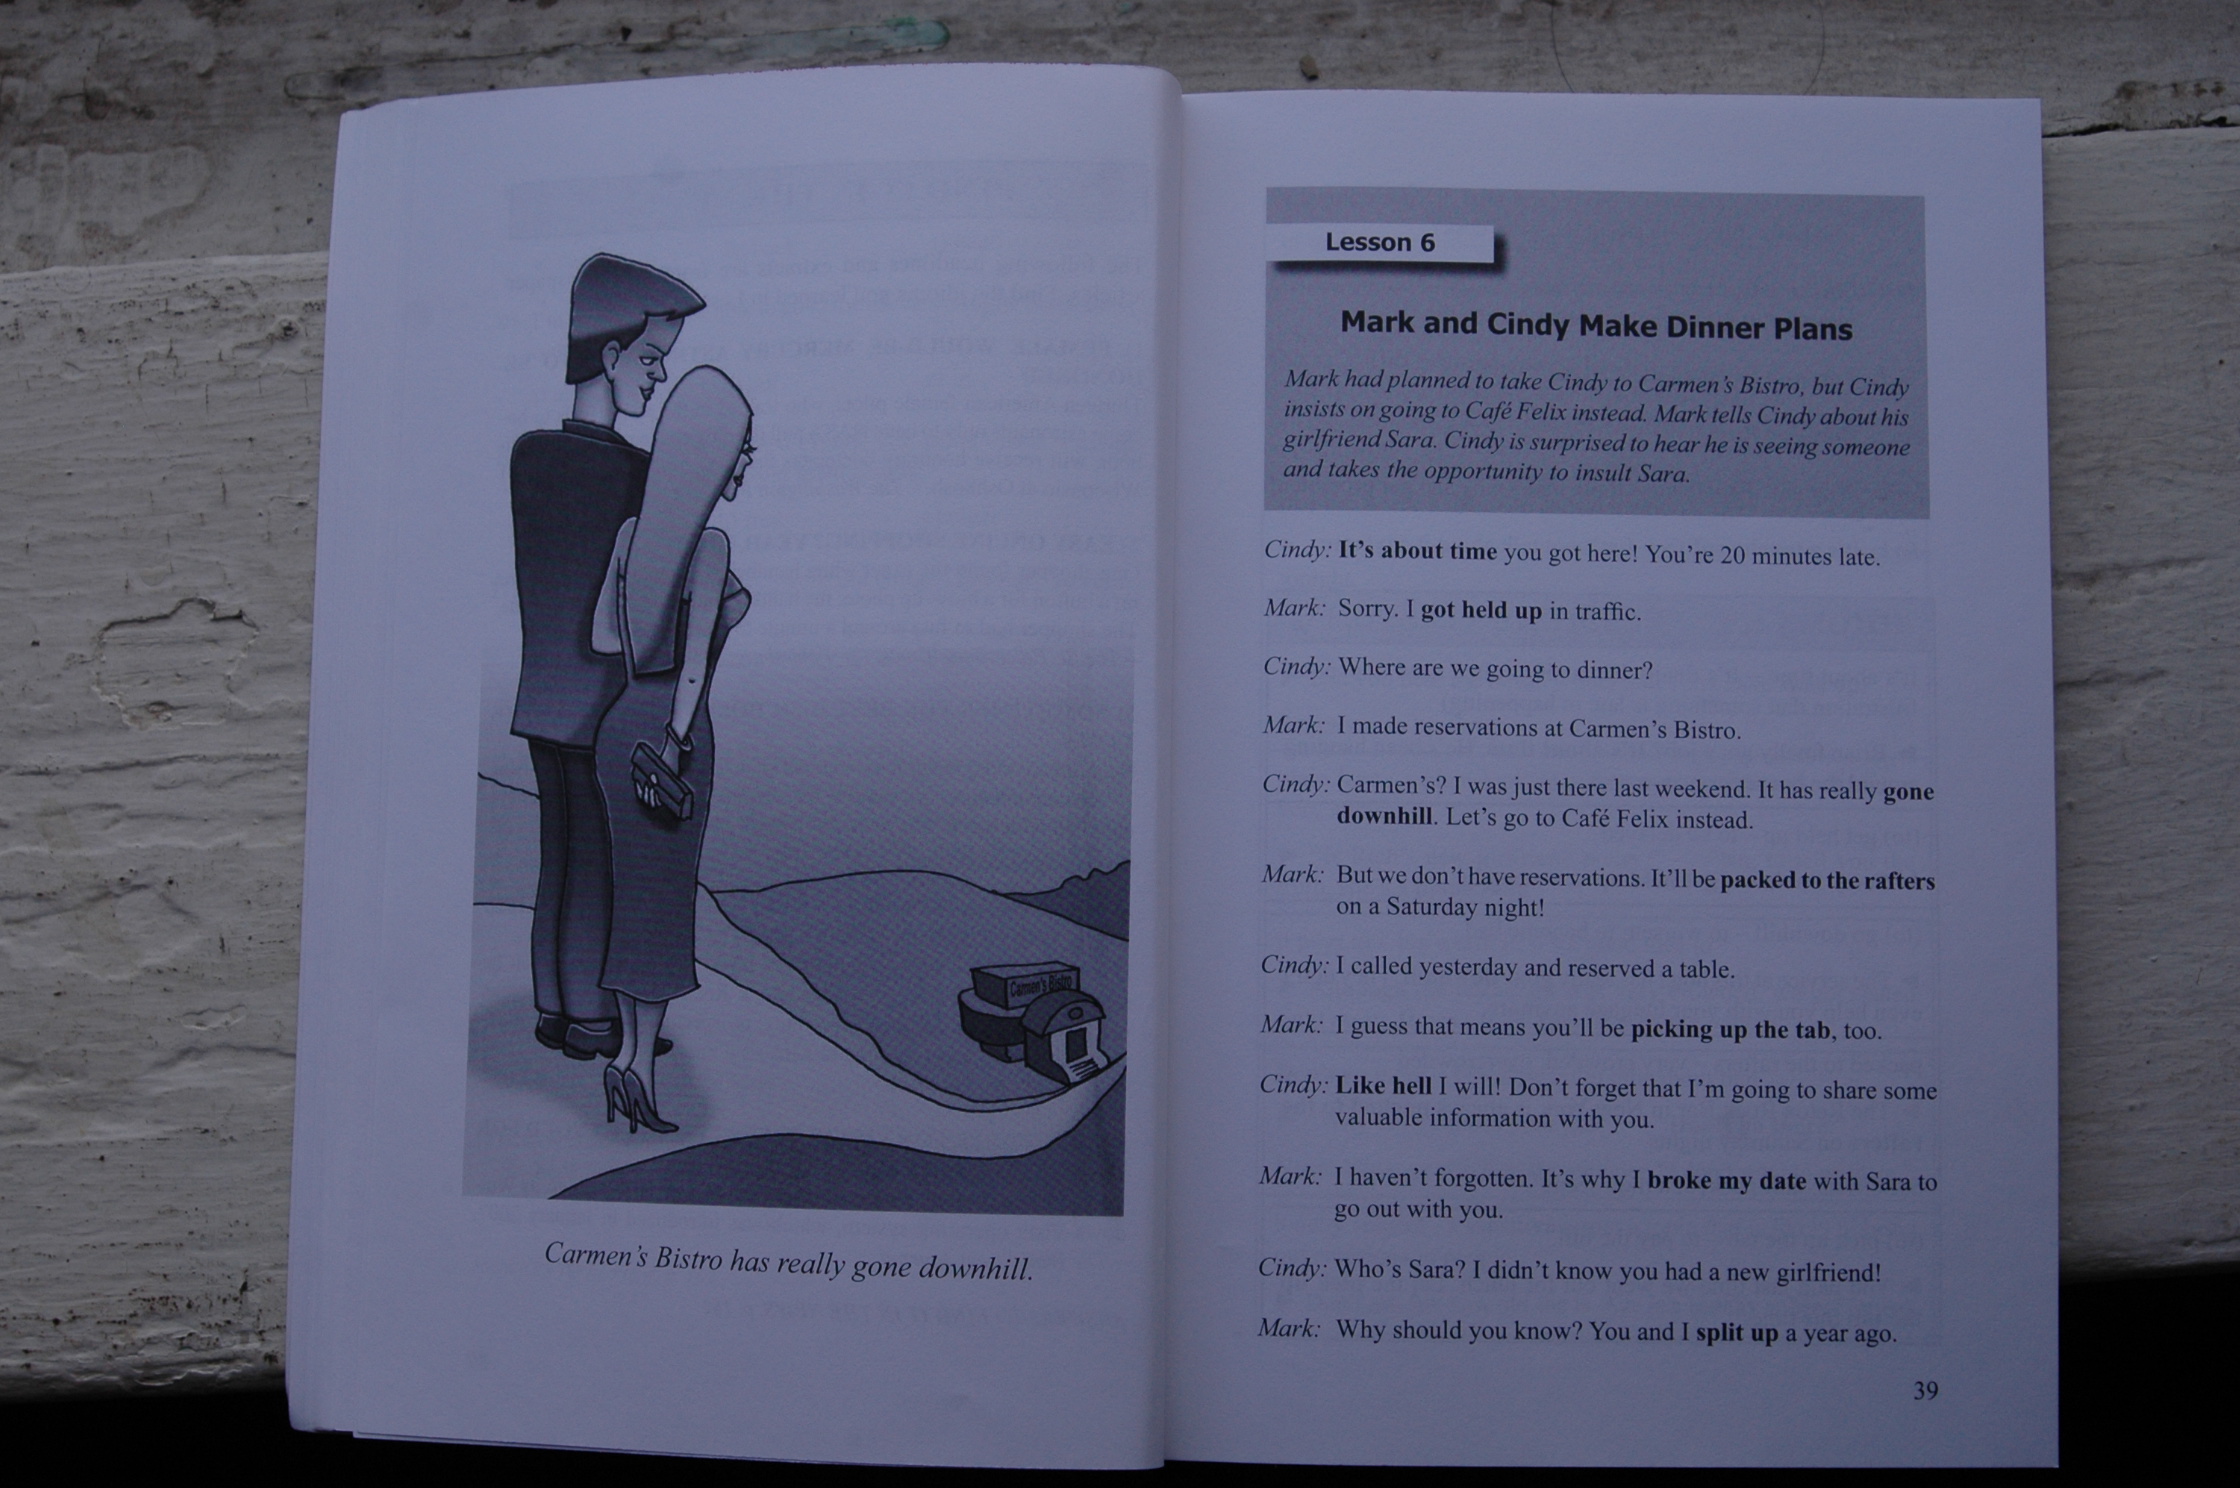 Carmen's Bistro
Carmen's Bistro has really gone downhill.
Lesson 6
Mark and Cindy Make Dinner Plans
Mark had planned to take Cindy to Carmen's Bistro, but Cindy
insists on going to Café Felix instead. Mark tells Cindy about his
girlfriend Sara. Cindy is surprised to hear he is seeing someone
and takes the opportunity to insult Sara.
Cindy: It's about time you got here! You're 20 minutes late.
Mark: Sorry. I got held up in traffic.
Cindy: Where are we going to dinner?
Mark: I made reservations at Carmen's Bistro.
Cindy: Carmen's? I was just there last weekend. It has really gone
downhill. Let's go to Café Felix instead.
Mark: But we don't have reservations. It'll be packed to the rafters
on a Saturday night!
Cindy: I called yesterday and reserved a table.
Mark: I guess that means you'll be picking up the tab, too.
Cindy: Like hell I will! Don't forget that I'm going to share some
valuable information with you.
Mark: I haven't forgotten. It's why I broke my date with Sara to
go out with you.
Cindy: Who's Sara? I didn't know you had a new girlfriend!
Mark: Why should you know? You and I split up a year ago.
39